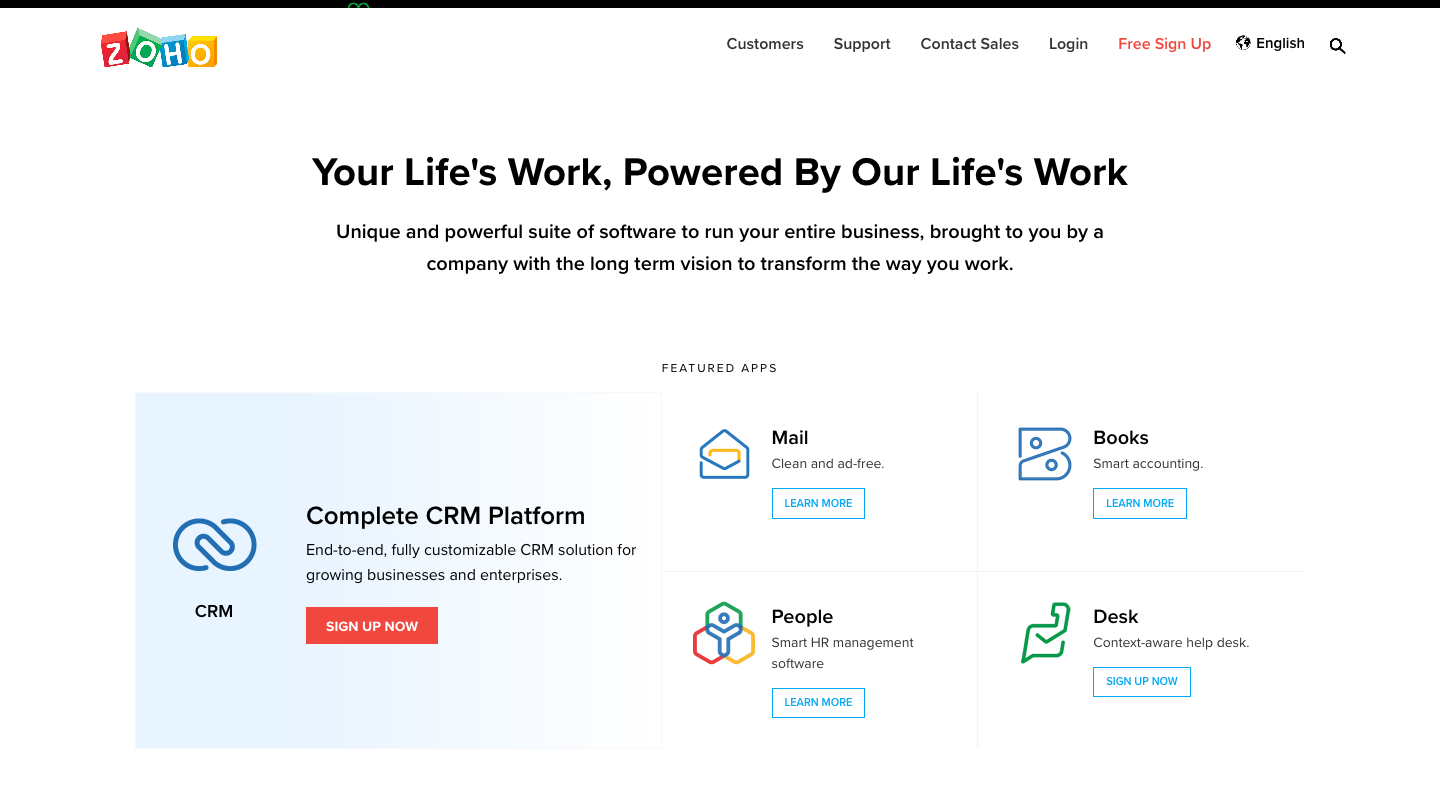 ZOHO
Customers
Support
Contact Sales
Login
Free Sign Up
English
Your Life's Work, Powered By Our Life's Work
Unique and powerful suite of software to run your entire business, brought to you by a
company with the long term vision to transform the way you work.
FEATURED APPS
CRM
Complete CRM Platform
End-to-end, fully customizable CRM solution for
growing businesses and enterprises.
SIGN UP NOW
Mail
Clean and ad-free.
LEARN MORE
Books
Smart accounting.
LEARN MORE
People
Smart HR management
software
LEARN MORE
Desk
Context-aware help desk.
SIGN UP NOW